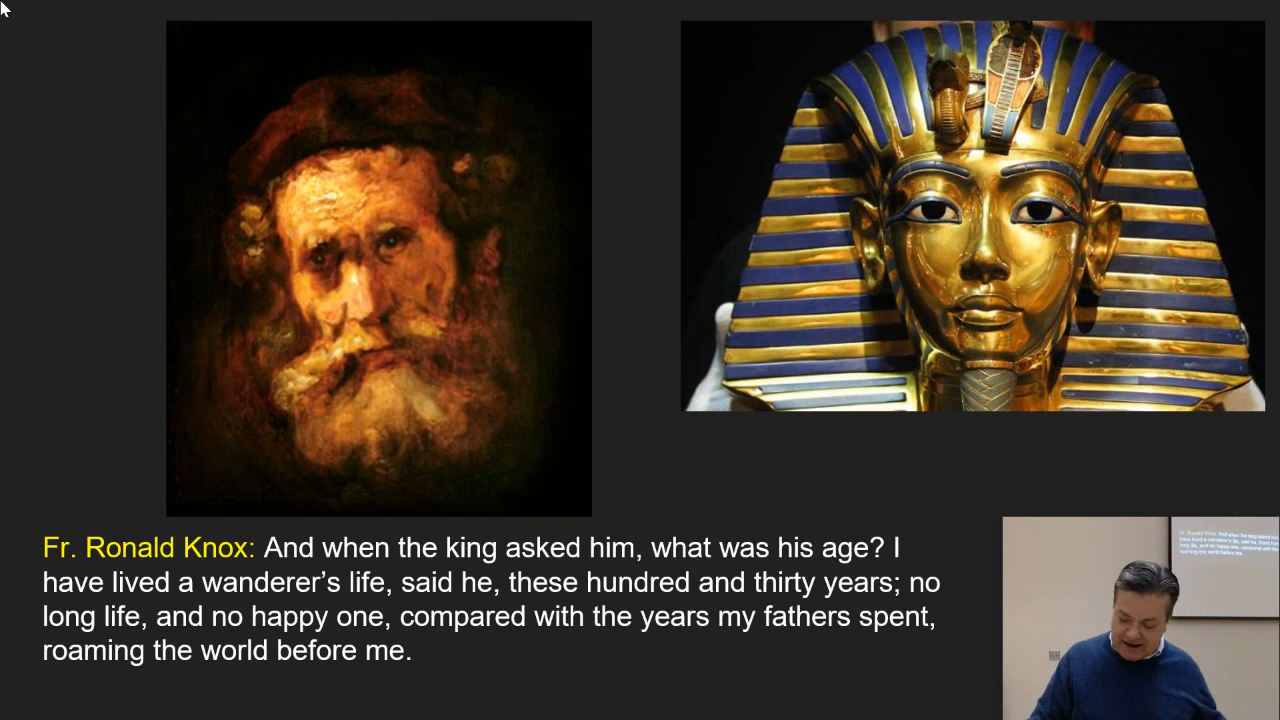 Fr. Ronald Knox: And when the king asked him, what was his age? I
have lived a wanderer’s life, said he, these hundred and thirty years; no
long life, and no happy one, compared with the years my fathers spent,
roaming the world before me.